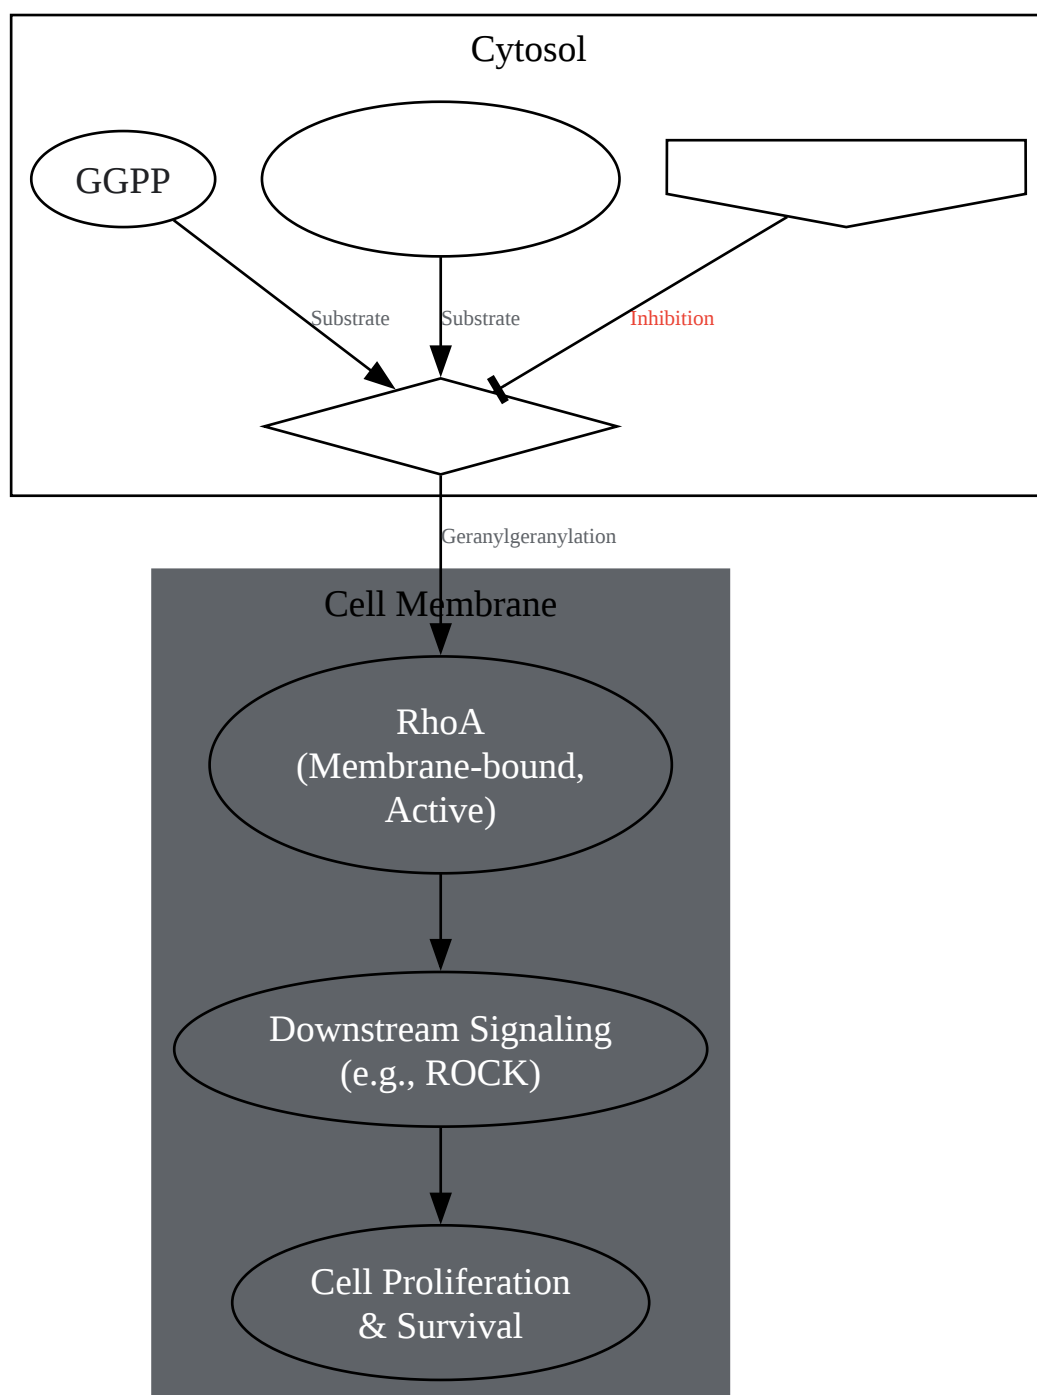 Cytosol
GGPP
Substrate
Substrate
Inhibition
Geranylgeranylation
Cell Membrane
RhoA
(Membrane-bound,
Active)
Downstream Signaling
(e.g., ROCK)
Cell Proliferation
& Survival